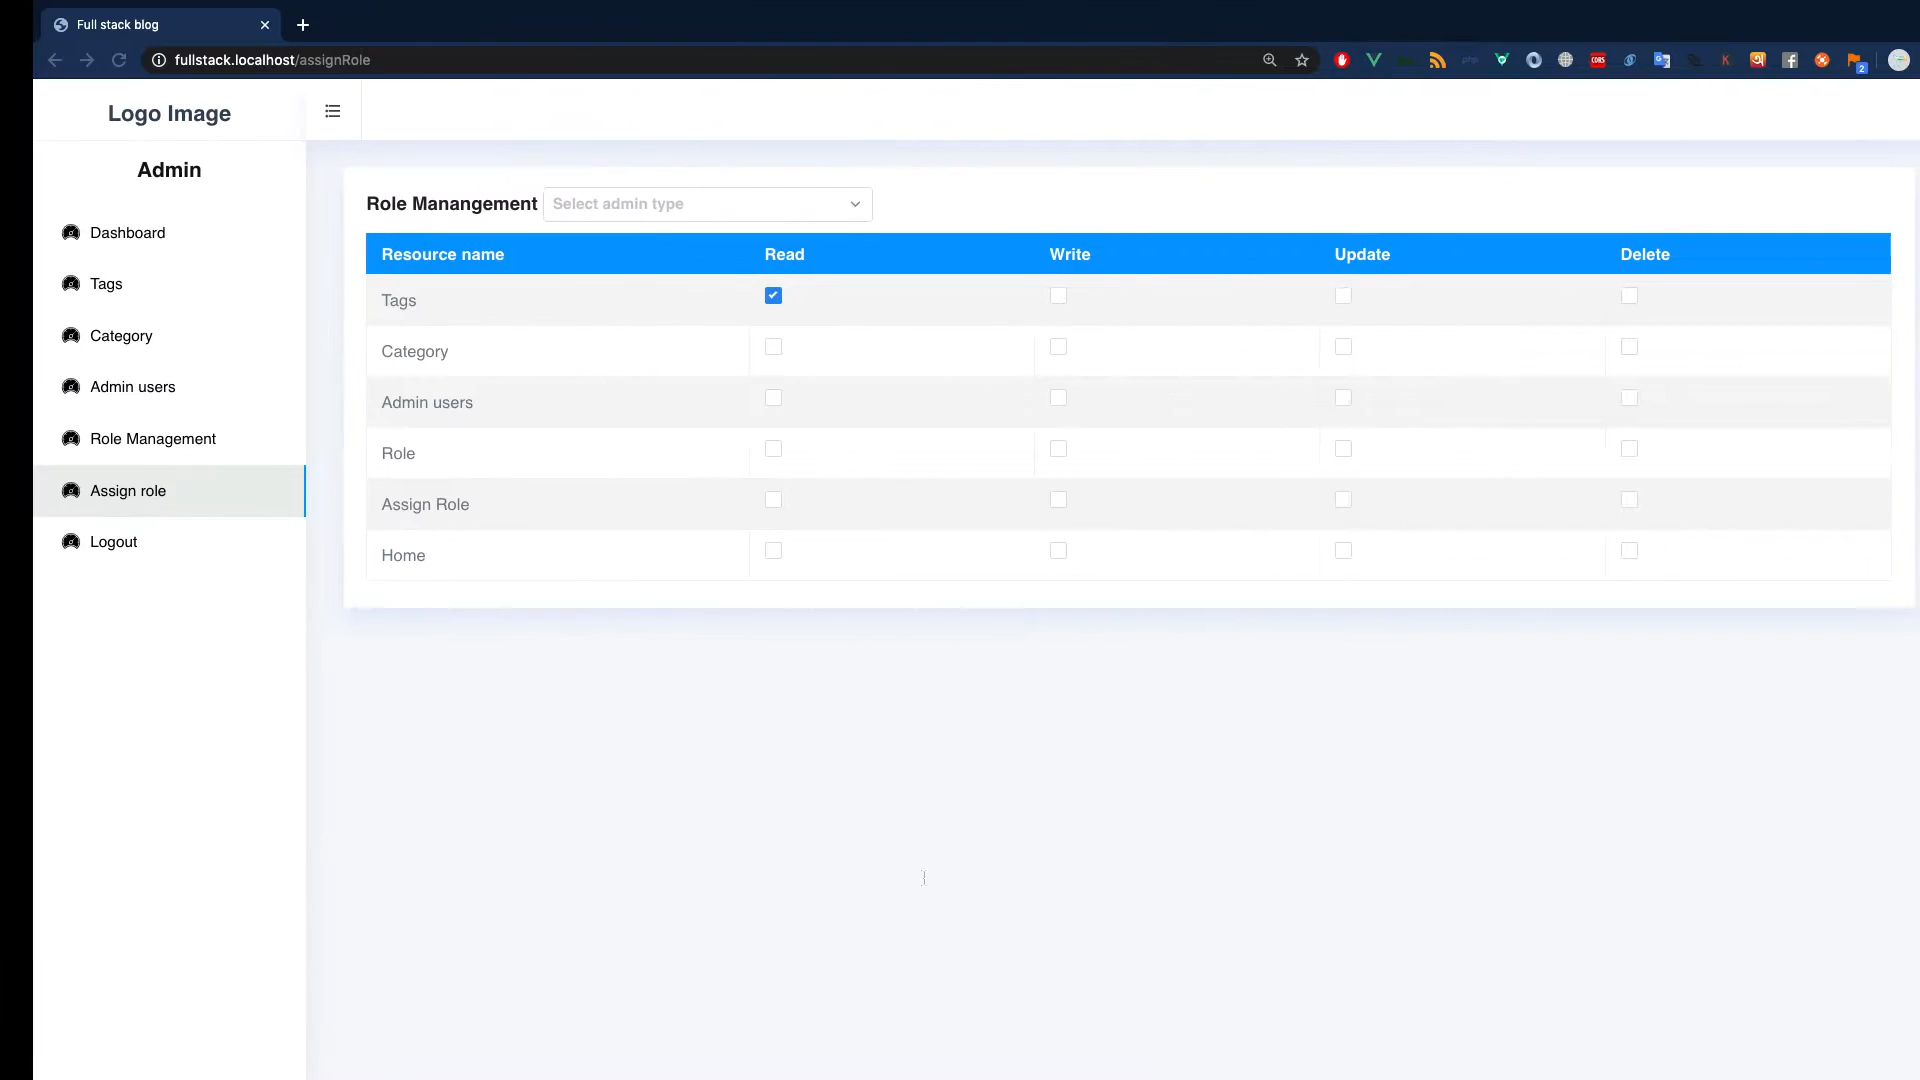 Full stack blog
fullstack.localhost/assignRole
CORS
K
2
Logo Image
Admin
Dashboard
Tags
Category
Admin users
Role Management
Assign role
Logout
Role Manangement Select admin type
Resource name Read Write Update Delete
Tags
Category
Admin users
Role
Assign Role
Home